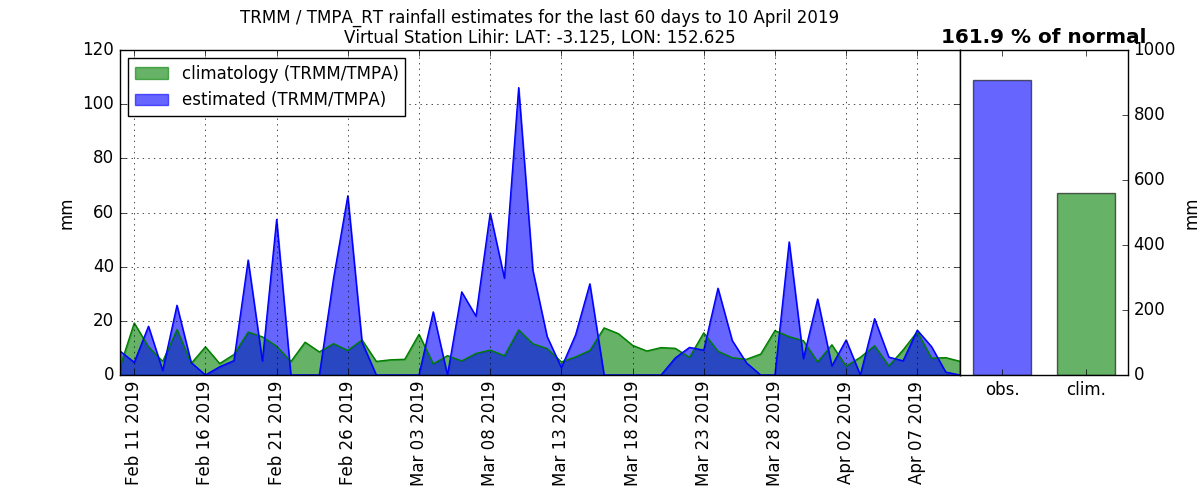 TRMM / TMPA_RT rainfall estimates for the last 60 days to 10 April 2019
Virtual Station Lihir: LAT: -3.125, LON: 152.625
161.9 % of normal
climatology (TRMM/TMPA)
estimated (TRMM/TMPA)
120
100
80
60
40
20
0
mm
Feb 11 2019
Feb 16 2019
Feb 21 2019
Feb 26 2019
Mar 03 2019
Mar 08 2019
Mar 13 2019
Mar 18 2019
Mar 23 2019
Mar 28 2019
Apr 02 2019
Apr 07 2019
obs.
clim.
1000
800
600
400
200
0
mm